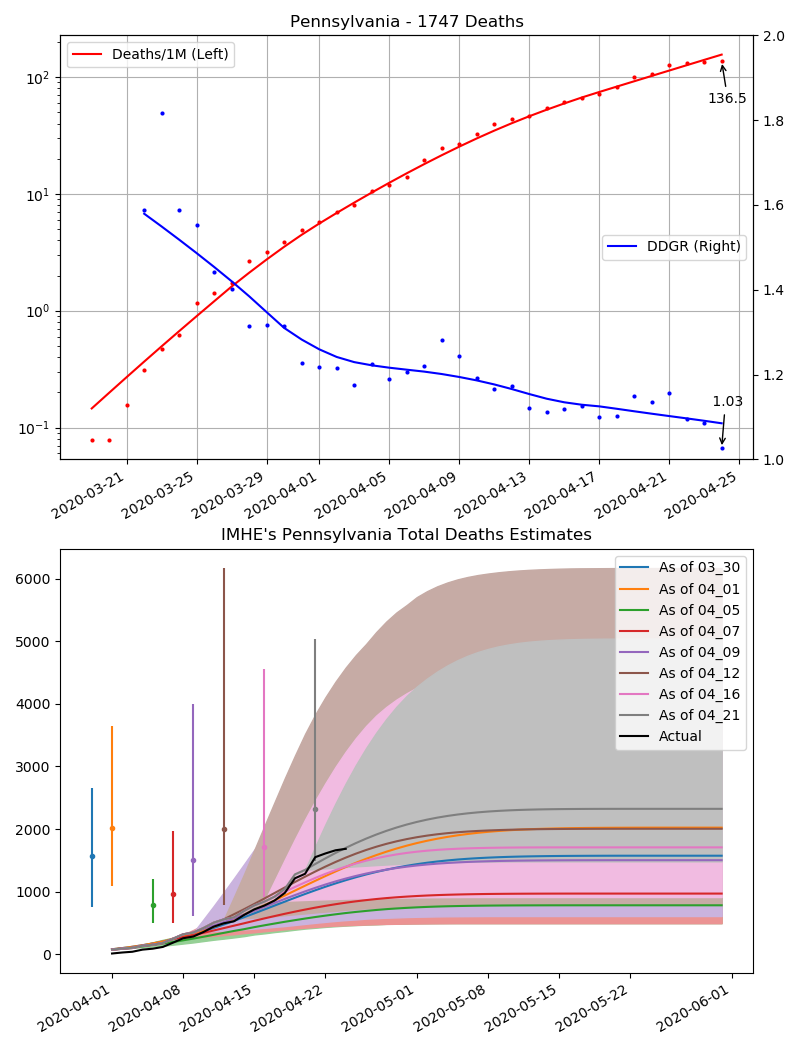 Pennsylvania - 1747 Deaths
Deaths/1M (Left)
DDGR (Right)
136.5
1.03
10²
10¹
10⁰
10⁻¹
2.0
1.8
1.6
1.4
1.2
1.0
2020-03-21
2020-03-25
2020-03-29
2020-04-01
2020-04-05
2020-04-09
2020-04-13
2020-04-17
2020-04-21
2020-04-25
IMHE's Pennsylvania Total Deaths Estimates
6000
5000
4000
3000
2000
1000
0
As of 03_30
As of 04_01
As of 04_05
As of 04_07
As of 04_09
As of 04_12
As of 04_16
As of 04_21
Actual
2020-04-01
2020-04-08
2020-04-15
2020-04-22
2020-05-01
2020-05-08
2020-05-15
2020-05-22
2020-06-01